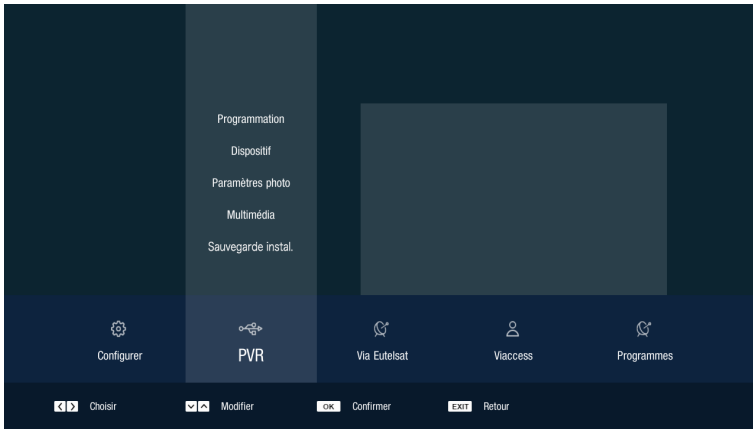 Programmation
Dispositif
Paramètres photo
Multimédia
Sauvegarde instal.
Configurer
PVR
Via Eutelsat
Viaccess
Programmes
Choisir
Modifier
OK Confirmer
EXIT Retour